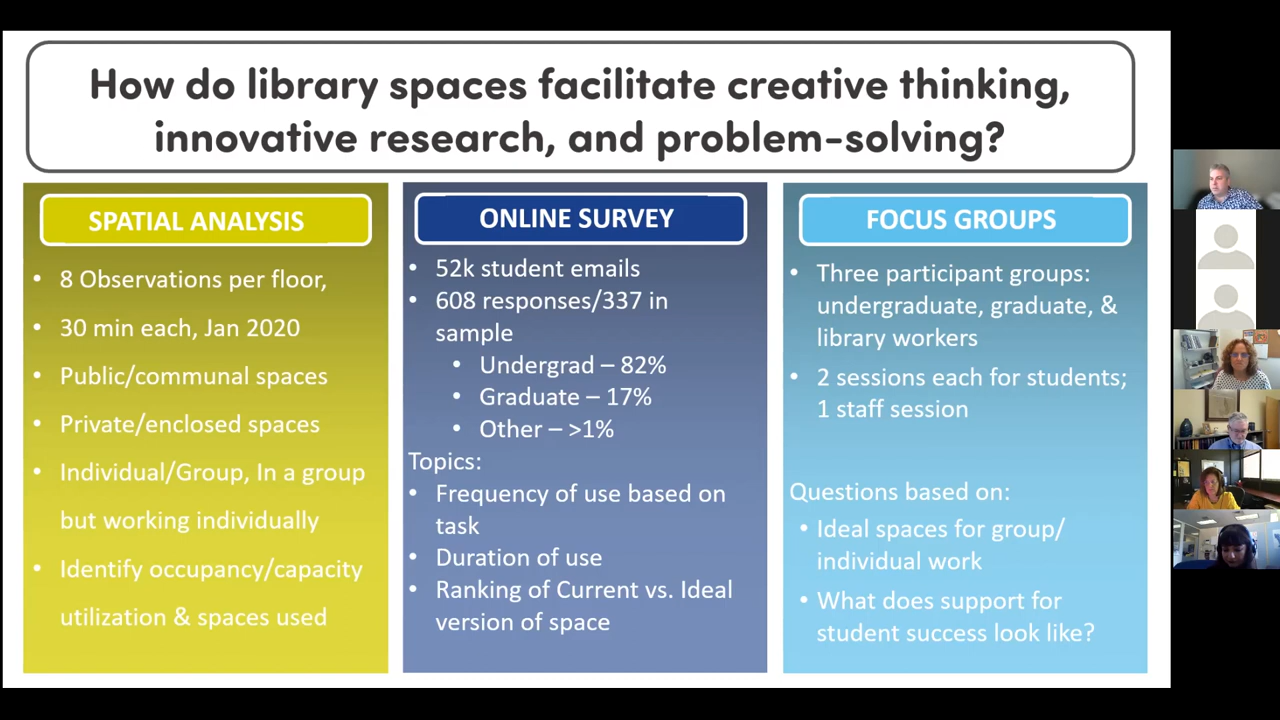 How do library spaces facilitate creative thinking,
innovative research, and problem-solving?
SPATIAL ANALYSIS
• 8 Observations per floor,
• 30 min each, Jan 2020
• Public/communal spaces
• Private/enclosed spaces
• Individual/Group, In a group
but working individually
• Identify occupancy/capacity
utilization & spaces used
ONLINE SURVEY
• 52k student emails
• 608 responses/337 in
sample
• Undergrad – 82%
• Graduate – 17%
• Other – >1%
Topics:
• Frequency of use based on
task
• Duration of use
• Ranking of Current vs. Ideal
version of space
FOCUS GROUPS
• Three participant groups:
undergraduate, graduate, &
library workers
• 2 sessions each for students;
1 staff session
Questions based on:
• Ideal spaces for group/
individual work
• What does support for
student success look like?